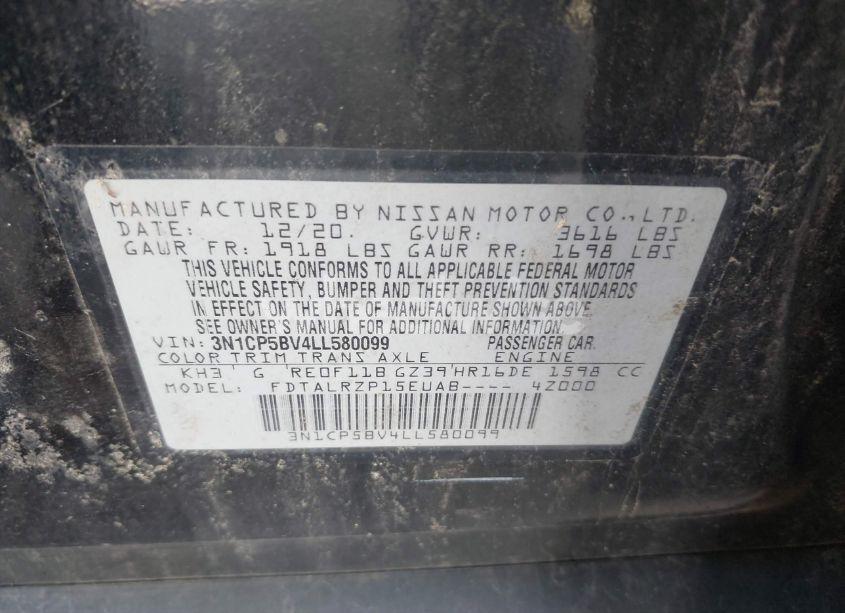 MANUFACTURED BY NISSAN MOTOR CO.,LTD.
DATE: 12/20. GVWR: 3616 LBS
GAWR FR: 1918 LBS GAWR RR: 1698 LBS
THIS VEHICLE CONFORMS TO ALL APPLICABLE FEDERAL MOTOR
VEHICLE SAFETY, BUMPER AND THEFT PREVENTION STANDARDS
IN EFFECT ON THE DATE OF MANUFACTURE SHOWN ABOVE.
SEE OWNER'S MANUAL FOR ADDITIONAL INFORMATION.
VIN: 3N1CP5BV4LL580099 PASSENGER CAR
COLOR TRIM TRANS AXLE ENGINE
KH3 G RE0F11B GZ39 HR16DE 1598 CC
MODEL: FDTALRZP15EUAB---- 4Z000
3N1CP5BV4LL580099